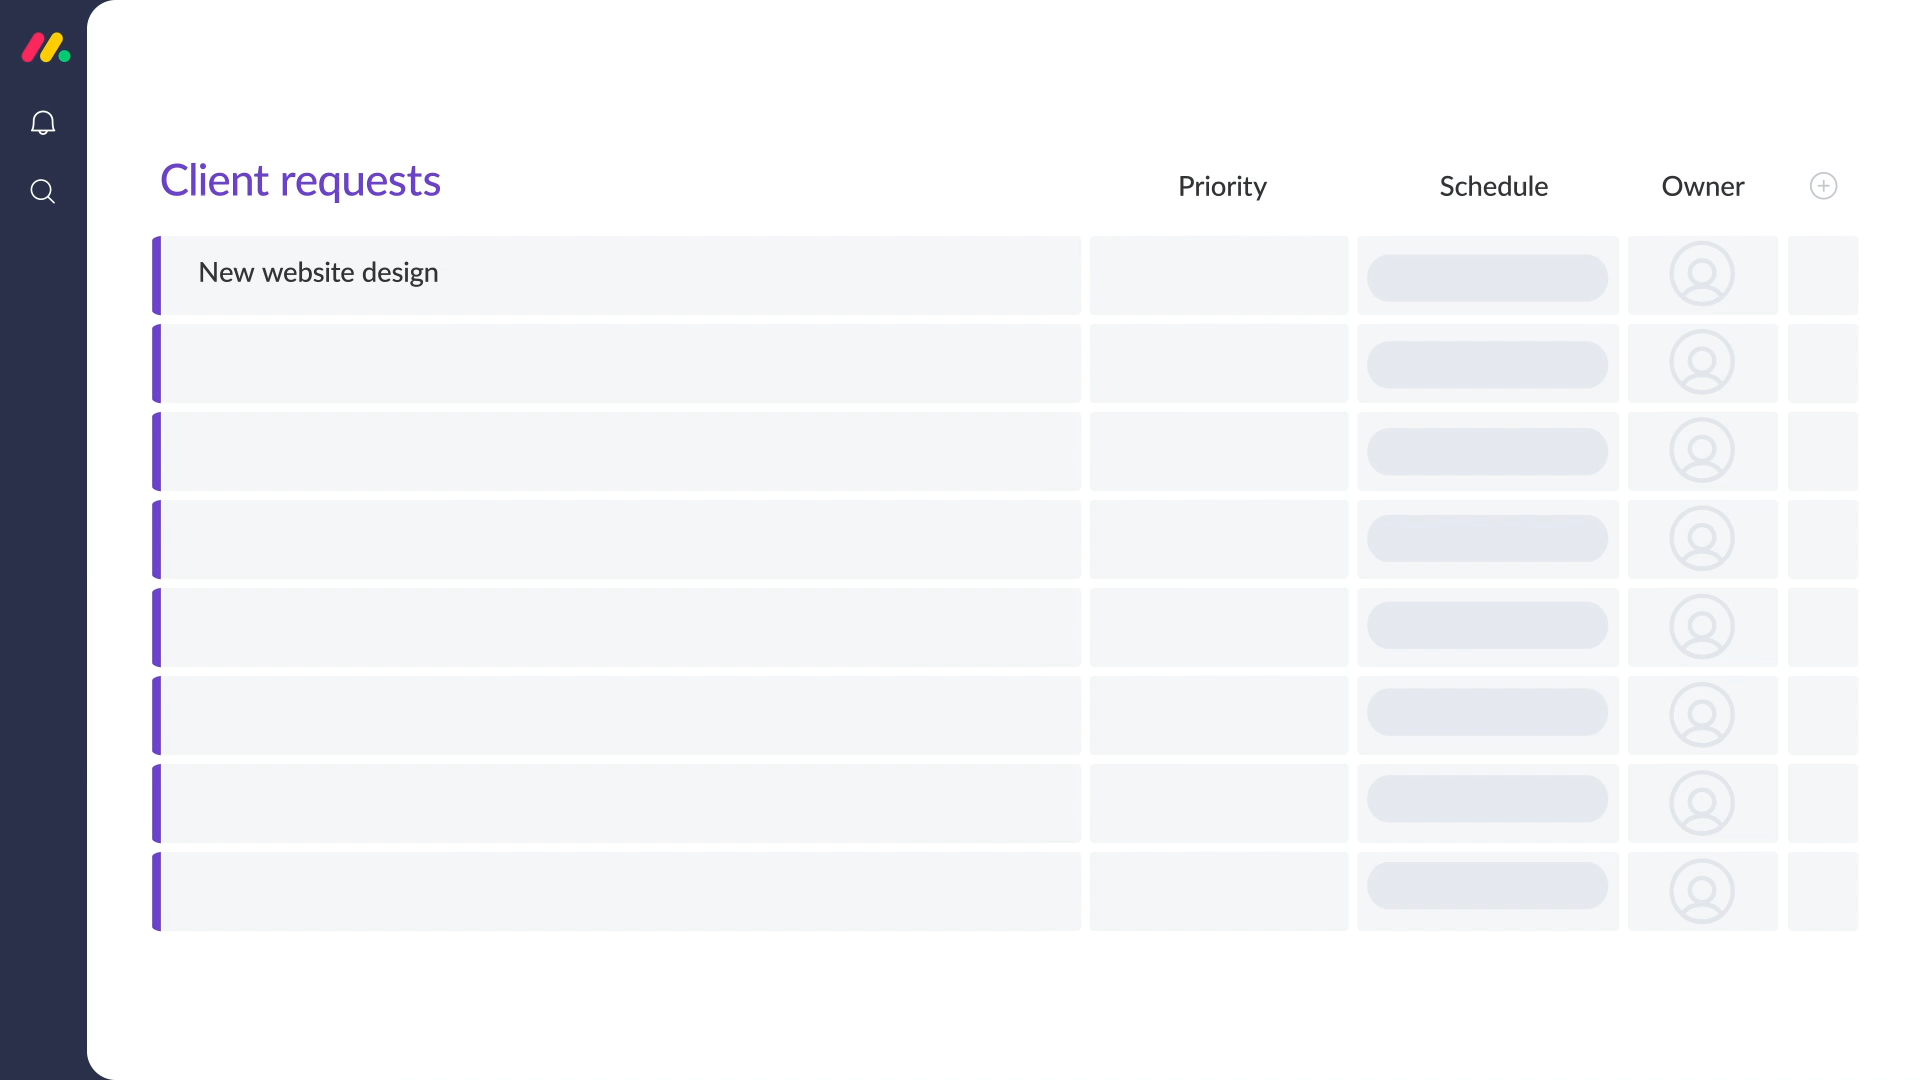 Client requests
Priority
Schedule
Owner
New website design